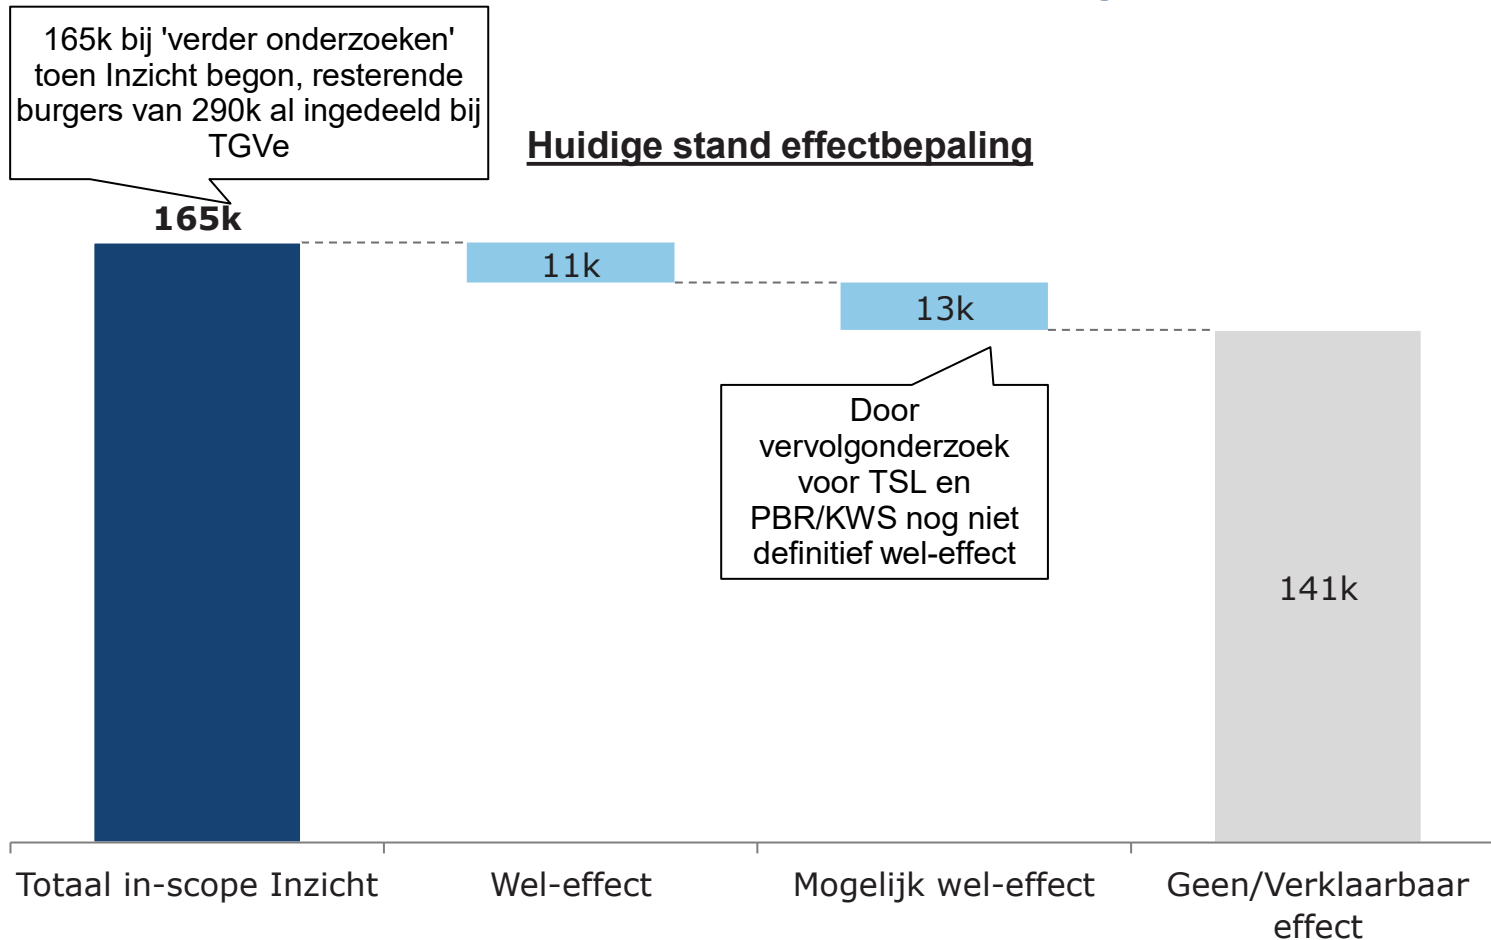 165k bij 'verder onderzoeken'
toen Inzicht begon, resterende
burgers van 290k al ingedeeld bij
TGVe
Huidige stand effectbepaling
165k
11k
13k
Door
vervolgonderzoek
voor TSL en
PBR/KWS nog niet
definitief wel-effect
141k
Totaal in-scope Inzicht
Wel-effect
Mogelijk wel-effect
Geen/Verklaarbaar
effect